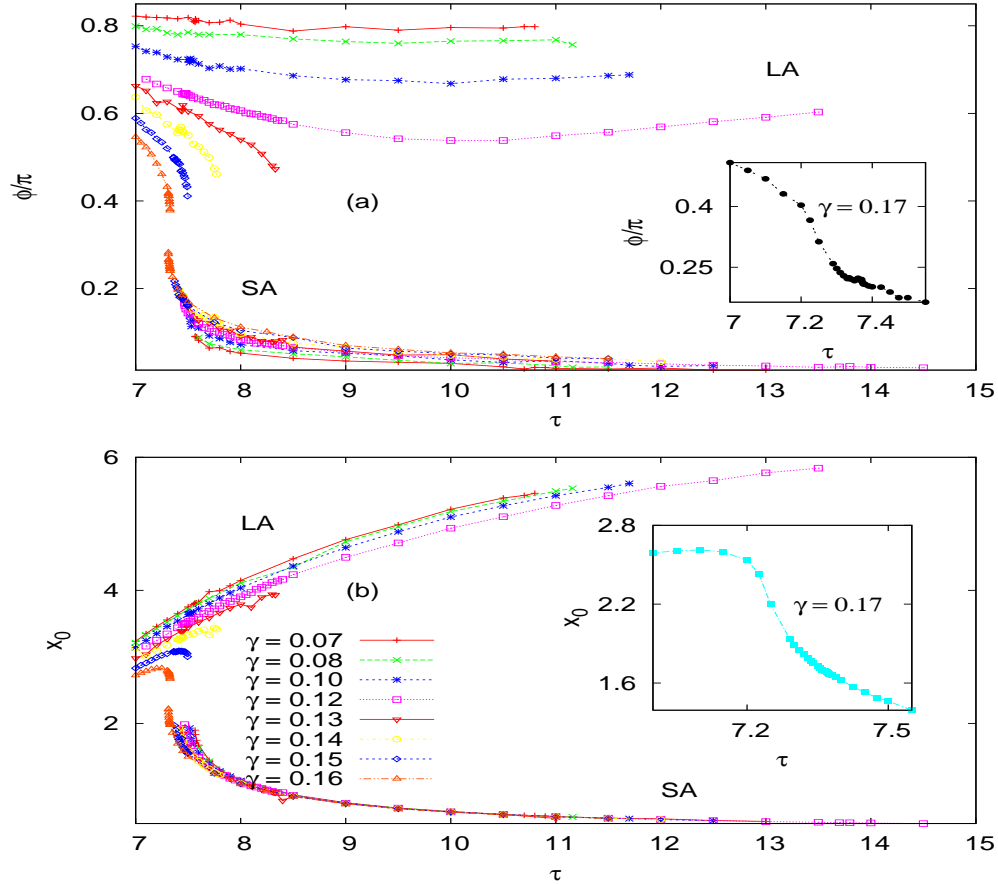 0.8
0.6
0.4
0.2
ϕ/π
LA
(a)
SA
0.4
0.25
ϕ/π
γ = 0.17
7 7.2 7.4
τ
7 8 9 10 11 12 13 14 15
τ
6
4
2
x₀
LA
(b)
γ = 0.07
γ = 0.08
γ = 0.10
γ = 0.12
γ = 0.13
γ = 0.14
γ = 0.15
γ = 0.16
2.8
2.2
1.6
x₀
γ = 0.17
7.2 7.5
τ
SA
7 8 9 10 11 12 13 14 15
τ